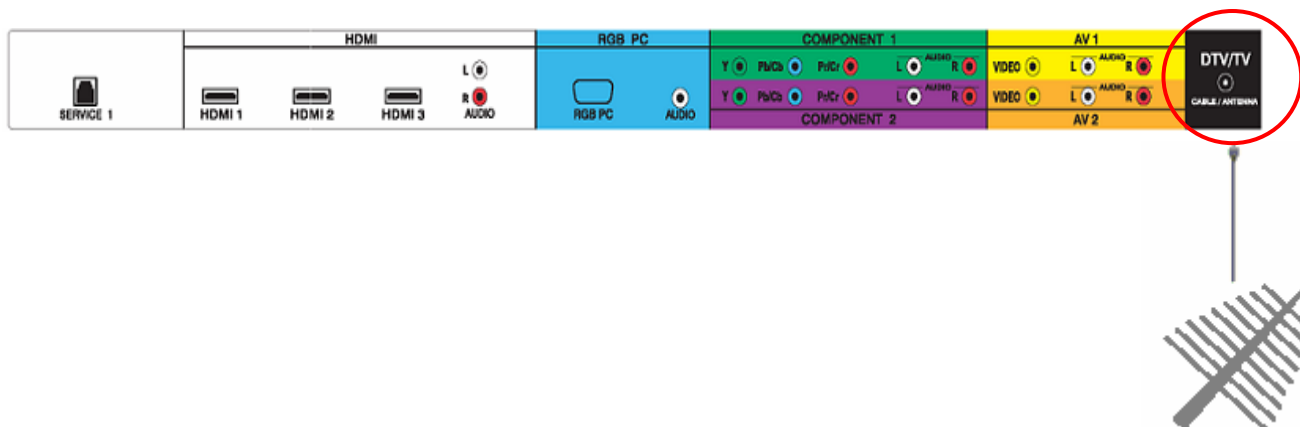 SERVICE 1
HDMI
HDMI 1
HDMI 2
HDMI 3
L
R
AUDIO
RGB PC
RGB PC
AUDIO
COMPONENT 1
Y Pb/Cb Pr/Cr L AUDIO R
Y Pb/Cb Pr/Cr L AUDIO R
COMPONENT 2
AV 1
VIDEO L AUDIO R
VIDEO L AUDIO R
AV 2
DTV/TV
CABLE / ANTENNA